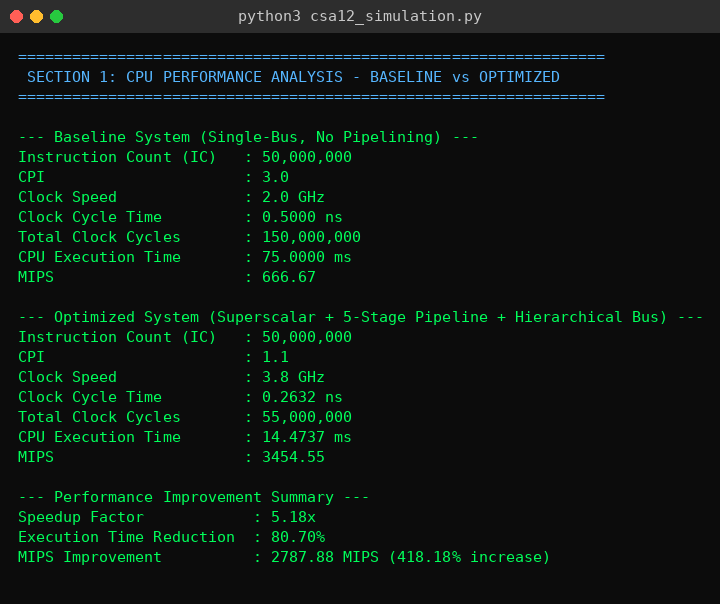 python3 csa12_simulation.py
=================================================================
SECTION 1: CPU PERFORMANCE ANALYSIS - BASELINE vs OPTIMIZED
=================================================================
--- Baseline System (Single-Bus, No Pipelining) ---
Instruction Count (IC)   : 50,000,000
CPI                      : 3.0
Clock Speed              : 2.0 GHz
Clock Cycle Time         : 0.5000 ns
Total Clock Cycles       : 150,000,000
CPU Execution Time       : 75.0000 ms
MIPS                     : 666.67
--- Optimized System (Superscalar + 5-Stage Pipeline + Hierarchical Bus) ---
Instruction Count (IC)   : 50,000,000
CPI                      : 1.1
Clock Speed              : 3.8 GHz
Clock Cycle Time         : 0.2632 ns
Total Clock Cycles       : 55,000,000
CPU Execution Time       : 14.4737 ms
MIPS                     : 3454.55
--- Performance Improvement Summary ---
Speedup Factor            : 5.18x
Execution Time Reduction  : 80.70%
MIPS Improvement          : 2787.88 MIPS (418.18% increase)